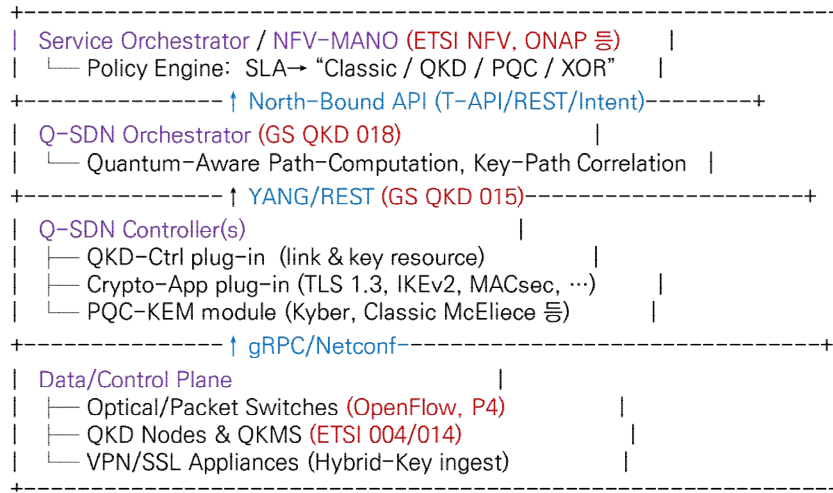 +---------------------------------------------------------------
| Service Orchestrator / NFV-MANO (ETSI NFV, ONAP 등) |
| └── Policy Engine: SLA→ “Classic / QKD / PQC / XOR” |
+---------------↑ North-Bound API (T-API/REST/Intent)--------+
| Q-SDN Orchestrator (GS QKD 018) |
| └── Quantum-Aware Path-Computation, Key-Path Correlation |
+---------------↑ YANG/REST (GS QKD 015)---------------------+
| Q-SDN Controller(s) |
| ├── QKD-Ctrl plug-in (link & key resource) |
| ├── Crypto-App plug-in (TLS 1.3, IKEv2, MACsec, …) |
| └── PQC-KEM module (Kyber, Classic McEliece 등) |
+---------------↑ gRPC/Netconf-------------------------------+
| Data/Control Plane |
| ├── Optical/Packet Switches (OpenFlow, P4) |
| ├── QKD Nodes & QKMS (ETSI 004/014) |
| └── VPN/SSL Appliances (Hybrid-Key ingest) |
+---------------------------------------------------------------